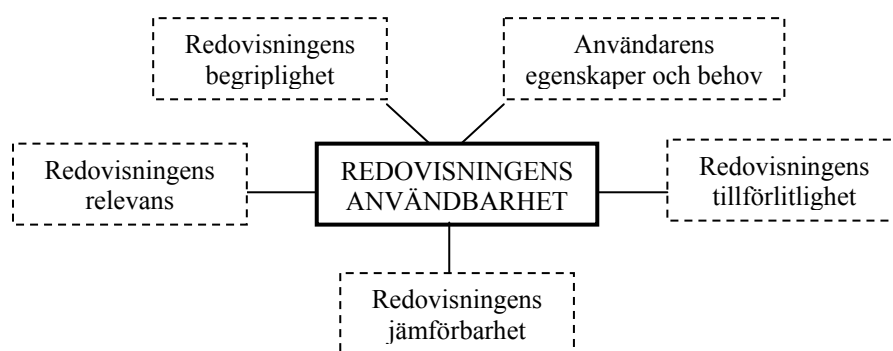 Redovisningens
begriplighet
Användarens
egenskaper och behov
Redovisningens
relevans
REDOVISNINGENS
ANVÄNDBARHET
Redovisningens
tillförlitlighet
Redovisningens
jämförbarhet